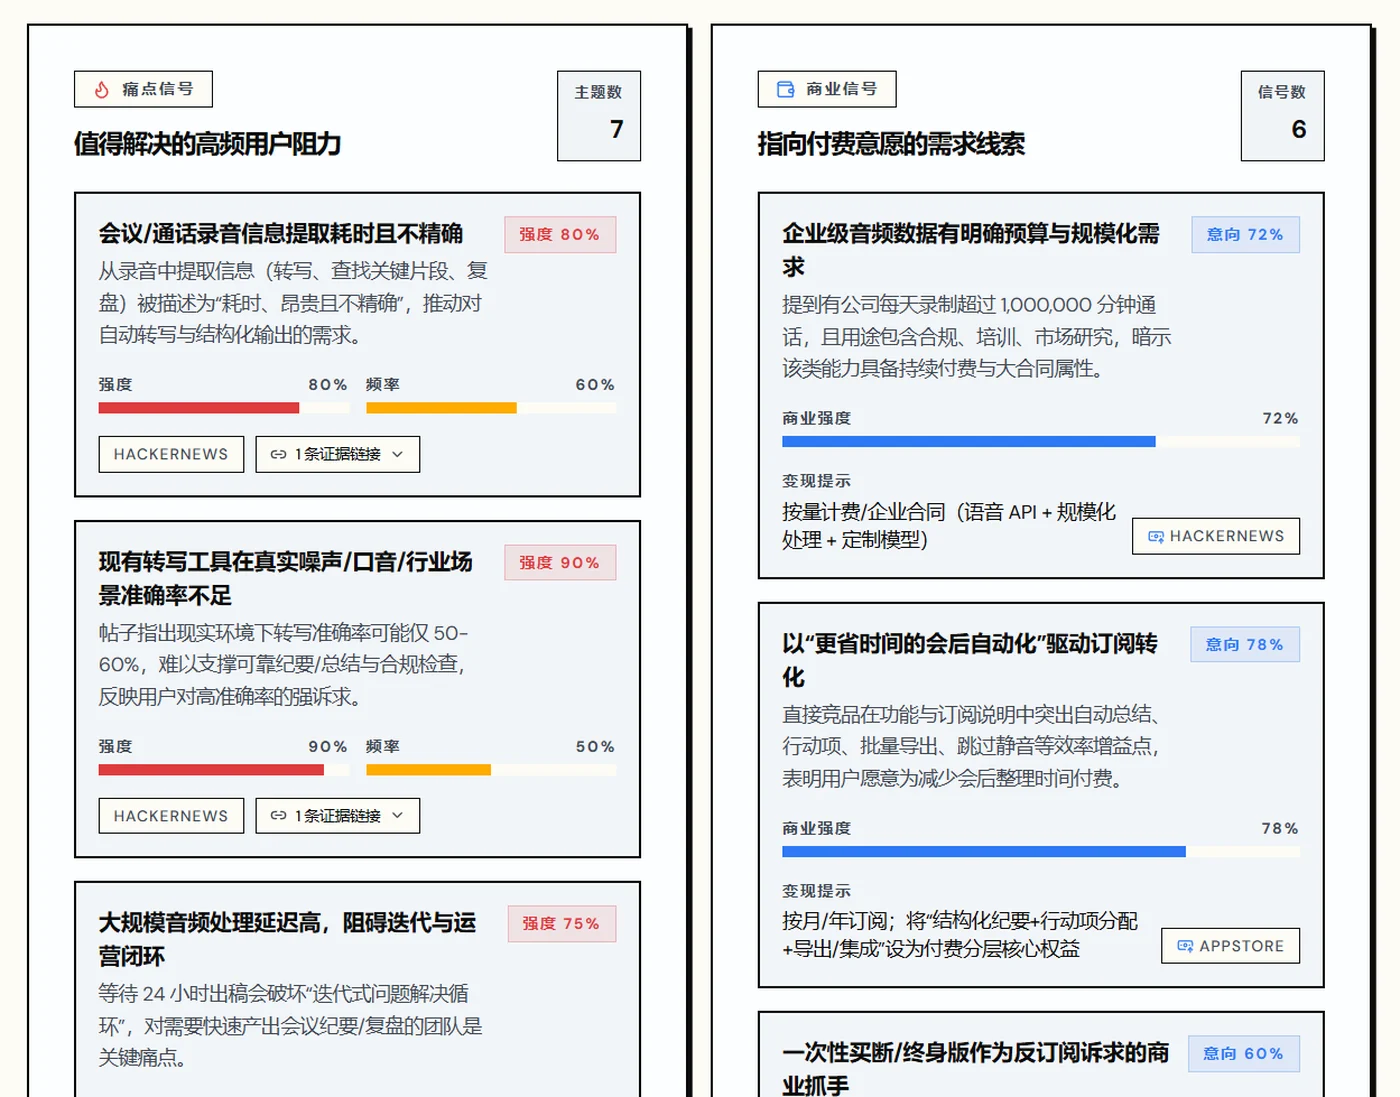 痛点信号
主题数
7
值得解决的高频用户阻力
会议/通话录音信息提取耗时且不精确
强度 80%
从录音中提取信息（转写、查找关键片段、复
盘）被描述为“耗时、昂贵且不精确”，推动对
自动转写与结构化输出的需求。
强度 80% 频率 60%
HACKERNEWS 1 条证据链接
现有转写工具在真实噪声/口音/行业场
景准确率不足
强度 90%
帖子指出现实环境下转写准确率可能仅 50-
60%，难以支撑可靠纪要/总结与合规检查，
反映用户对高准确率的强诉求。
强度 90% 频率 50%
HACKERNEWS 1 条证据链接
大规模音频处理延迟高，阻碍迭代与运
营闭环
强度 75%
等待 24 小时出稿会破坏“迭代式问题解决循
环”，对需要快速产出会议纪要/复盘的团队是
关键痛点。
商业信号
信号数
6
指向付费意愿的需求线索
企业级音频数据有明确预算与规模化需
求
意向 72%
提到有公司每天录制超过 1,000,000 分钟通
话，且用途包含合规、培训、市场研究，暗示
该类能力具备持续付费与大合同属性。
商业强度 72%
变现提示
按量计费/企业合同（语音 API + 规模化
处理 + 定制模型）
HACKERNEWS
以“更省时间的会后自动化”驱动订阅转
化
意向 78%
直接竞品在功能与订阅说明中突出自动总结、
行动项、批量导出、跳过静音等效率增益点，
表明用户愿意为减少会后整理时间付费。
商业强度 78%
变现提示
按月/年订阅；将“结构化纪要+行动项分配
+导出/集成”设为付费分层核心权益
APPSTORE
一次性买断/终身版作为反订阅诉求的商
业抓手
意向 60%